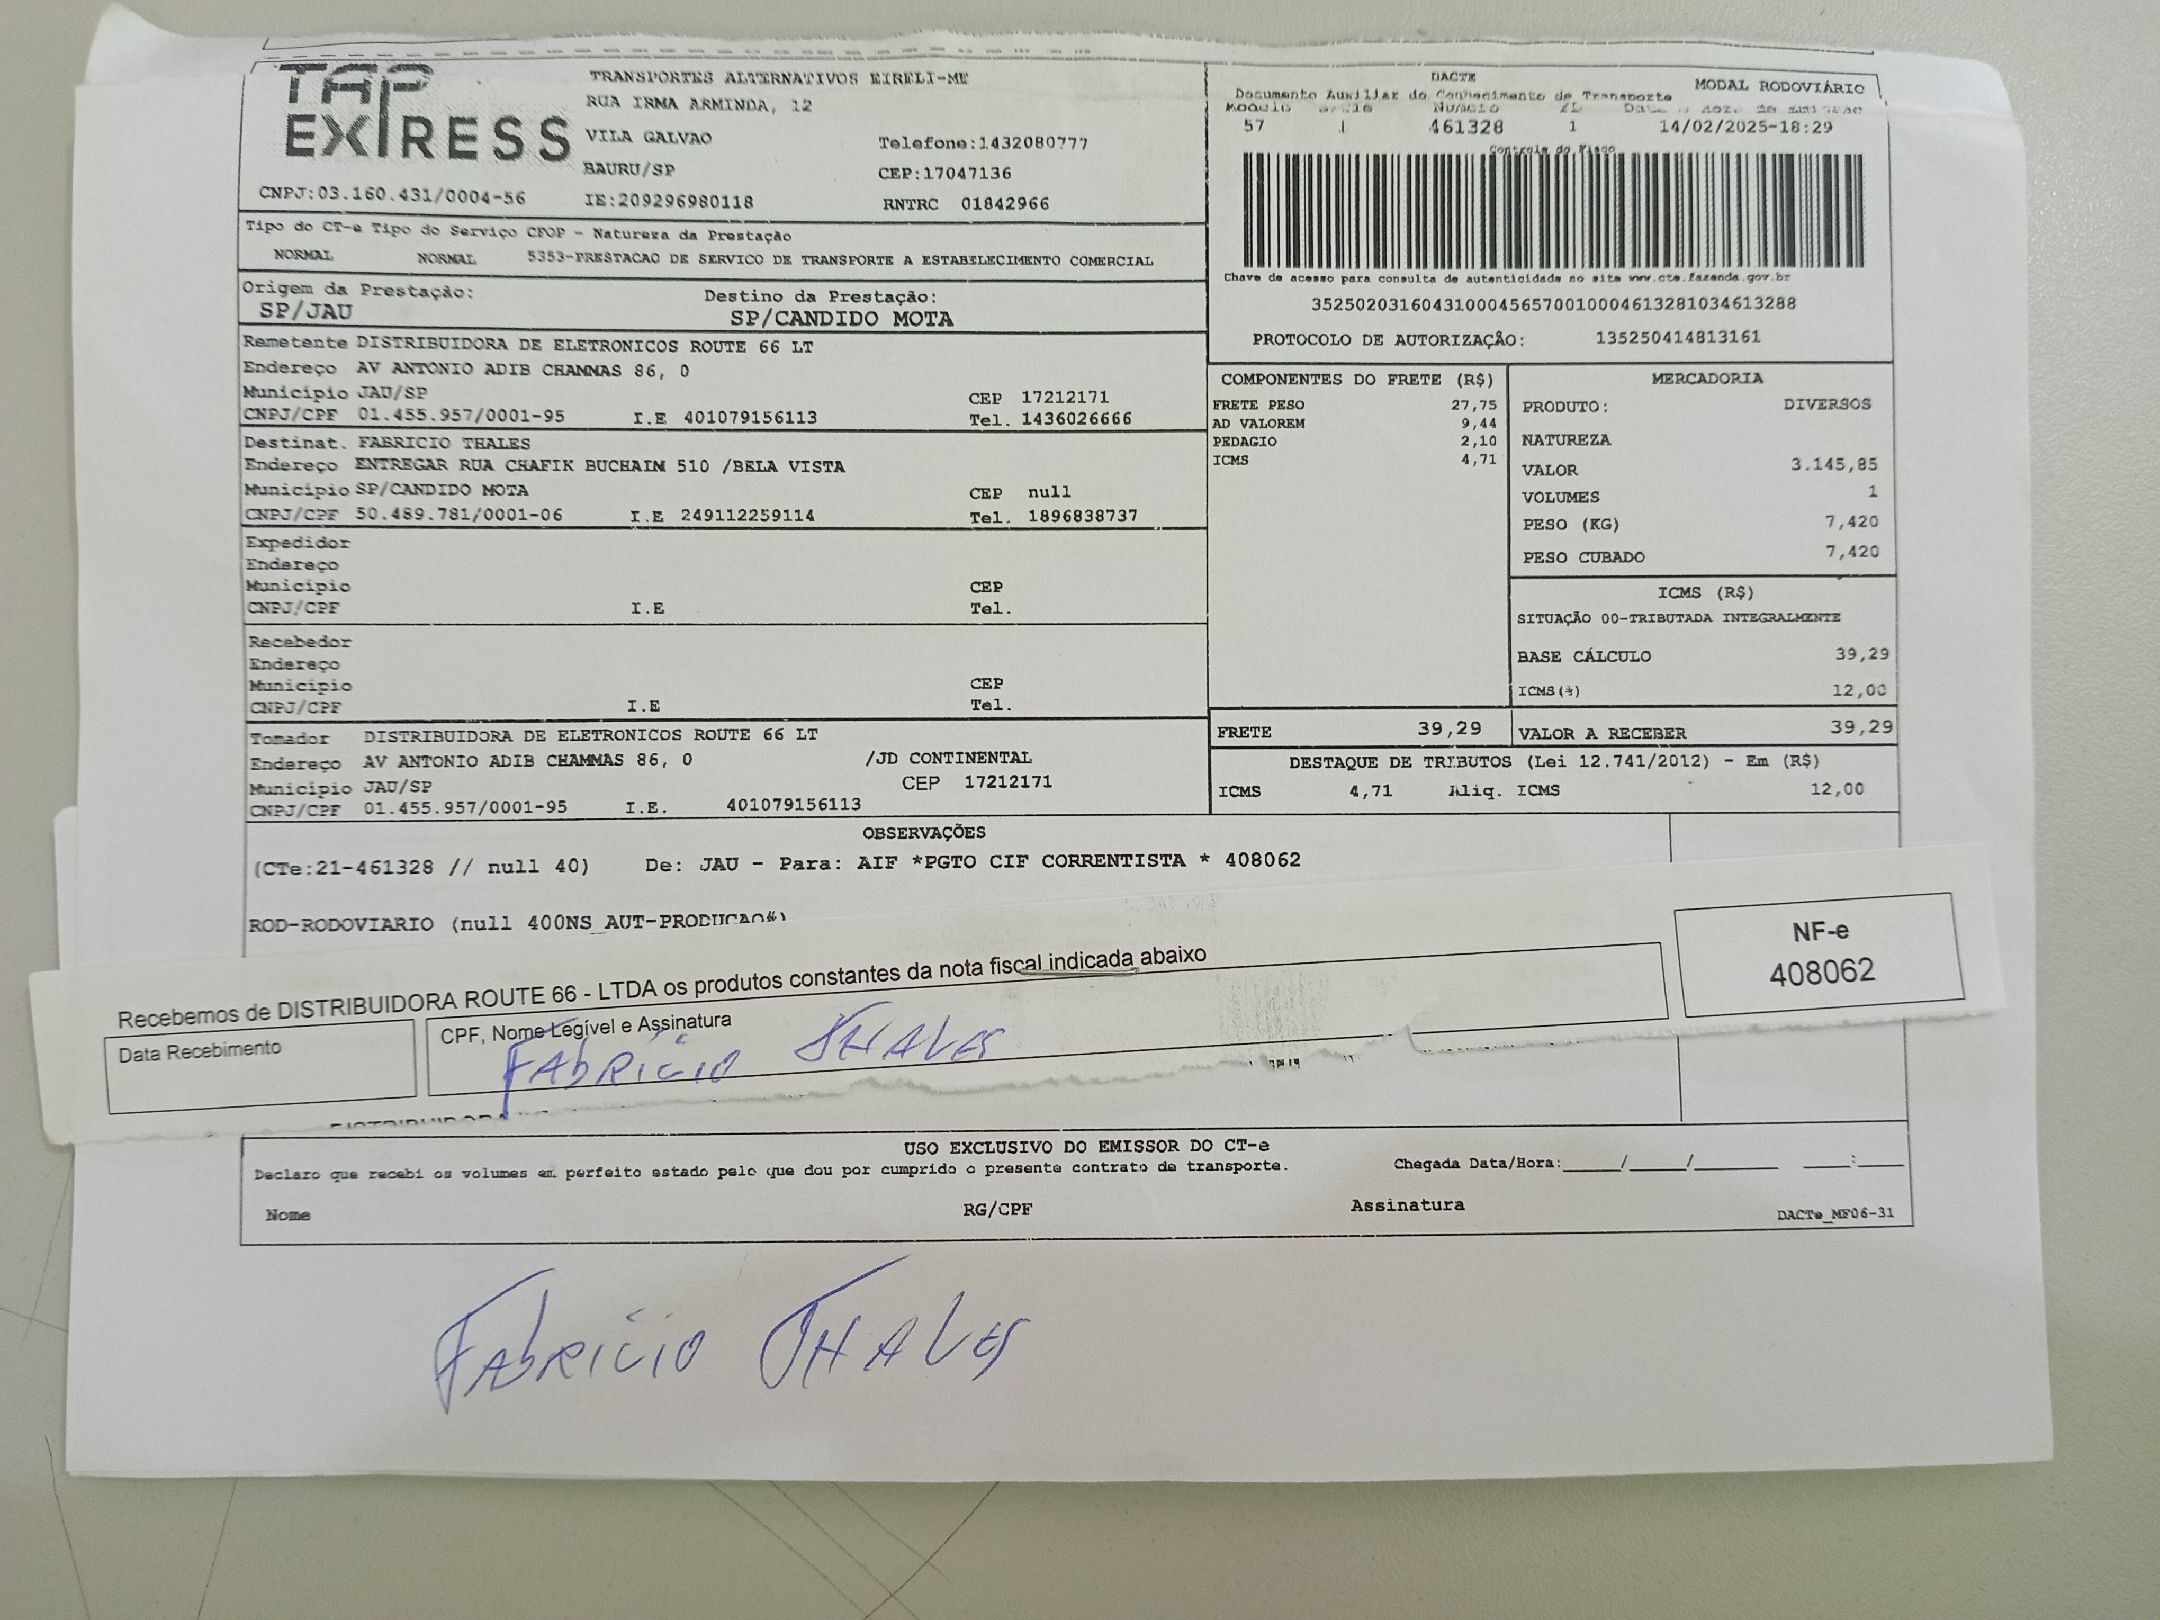 TAP EXPRESS
TRANSPORTES ALTERNATIVOS EIRELI-ME
RUA IRMA ARMINDA, 12
VILA GALVAO Telefone:1432080777
BAURU/SP CEP:17047136
CNPJ:03.160.431/0004-56 IE:209296980118 RNTRC 01842966
DACTE MODAL RODOVIÁRIO
Documento Auxiliar do Conhecimento de Transporte
Modelo Série Número FL Data
57 1 461328 1 14/02/2025-18:29
Controle do Fisco
Chave de acesso para consulta de autenticidade no site www.cte.fazenda.gov.br
35250203160431000456570010004613281034613288
PROTOCOLO DE AUTORIZAÇÃO: 135250414813161
Tipo do CT-e Tipo do Serviço CFOP - Natureza da Prestação
NORMAL NORMAL 5353-PRESTACAO DE SERVICO DE TRANSPORTE A ESTABELECIMENTO COMERCIAL
Origem da Prestação: Destino da Prestação:
SP/JAU SP/CANDIDO MOTA
Remetente DISTRIBUIDORA DE ELETRONICOS ROUTE 66 LT
Endereço AV ANTONIO ADIB CHAMMAS 86, 0
Município JAU/SP CEP 17212171
CNPJ/CPF 01.455.957/0001-95 I.E 401079156113 Tel. 1436026666
Destinat. FABRICIO THALES
Endereço ENTREGAR RUA CHAFIK BUCHAIM 510 /BELA VISTA
Município SP/CANDIDO MOTA CEP null
CNPJ/CPF 50.489.781/0001-06 I.E 249112259114 Tel. 1896838737
Expedidor
Endereço
Município CEP
CNPJ/CPF I.E Tel.
Recebedor
Endereço
Município CEP
CNPJ/CPF I.E Tel.
Tomador DISTRIBUIDORA DE ELETRONICOS ROUTE 66 LT
Endereço AV ANTONIO ADIB CHAMMAS 86, 0 /JD CONTINENTAL
Município JAU/SP CEP 17212171
CNPJ/CPF 01.455.957/0001-95 I.E. 401079156113
COMPONENTES DO FRETE (R$)
FRETE PESO 27,75
AD VALOREM 9,44
PEDAGIO 2,10
ICMS 4,71
MERCADORIA
PRODUTO: DIVERSOS
NATUREZA
VALOR 3.145,85
VOLUMES 1
PESO (KG) 7,420
PESO CUBADO 7,420
ICMS (R$)
SITUAÇÃO 00-TRIBUTADA INTEGRALMENTE
BASE CÁLCULO 39,29
ICMS(%) 12,00
FRETE 39,29 VALOR A RECEBER 39,29
DESTAQUE DE TRIBUTOS (Lei 12.741/2012) - Em (R$)
ICMS 4,71 Aliq. ICMS 12,00
OBSERVAÇÕES
(CTe:21-461328 // null 40) De: JAU - Para: AIF *PGTO CIF CORRENTISTA * 408062
ROD-RODOVIARIO (null 400NS_AUT-PRODUCAO*)
Recebemos de DISTRIBUIDORA ROUTE 66 - LTDA os produtos constantes da nota fiscal indicada abaixo
Data Recebimento
CPF, Nome Legível e Assinatura
FABRICIO THALES
NF-e
408062
DISTRIBUIDORA
USO EXCLUSIVO DO EMISSOR DO CT-e
Declaro que recebi os volumes em perfeito estado pelo que dou por cumprido o presente contrato de transporte. Chegada Data/Hora:____/____/______ ___:___
Nome RG/CPF Assinatura DACTe_MF06-31
FABRICIO THALES